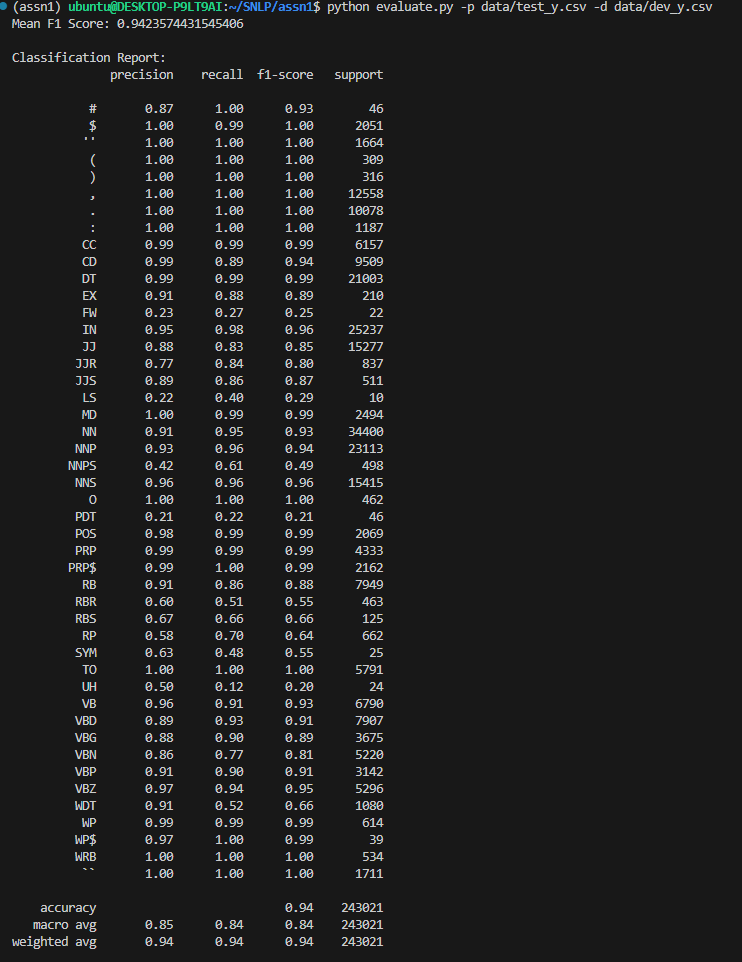 (assn1) ubuntu@DESKTOP-P9LT9AI:~/SNLP/assn1$ python evaluate.py -p data/test_y.csv -d data/dev_y.csv
Mean F1 Score: 0.9423574431545406
Classification Report:
precision recall f1-score support
# 0.87 1.00 0.93 46
$ 1.00 0.99 1.00 2051
'' 1.00 1.00 1.00 1664
( 1.00 1.00 1.00 309
) 1.00 1.00 1.00 316
, 1.00 1.00 1.00 12558
. 1.00 1.00 1.00 10078
: 1.00 1.00 1.00 1187
CC 0.99 0.99 0.99 6157
CD 0.99 0.89 0.94 9509
DT 0.99 0.99 0.99 21003
EX 0.91 0.88 0.89 210
FW 0.23 0.27 0.25 22
IN 0.95 0.98 0.96 25237
JJ 0.88 0.83 0.85 15277
JJR 0.77 0.84 0.80 837
JJS 0.89 0.86 0.87 511
LS 0.22 0.40 0.29 10
MD 1.00 0.99 0.99 2494
NN 0.91 0.95 0.93 34400
NNP 0.93 0.96 0.94 23113
NNPS 0.42 0.61 0.49 498
NNS 0.96 0.96 0.96 15415
O 1.00 1.00 1.00 462
PDT 0.21 0.22 0.21 46
POS 0.98 0.99 0.99 2069
PRP 0.99 0.99 0.99 4333
PRP$ 0.99 1.00 0.99 2162
RB 0.91 0.86 0.88 7949
RBR 0.60 0.51 0.55 463
RBS 0.67 0.66 0.66 125
RP 0.58 0.70 0.64 662
SYM 0.63 0.48 0.55 25
TO 1.00 1.00 1.00 5791
UH 0.50 0.12 0.20 24
VB 0.96 0.91 0.93 6790
VBD 0.89 0.93 0.91 7907
VBG 0.88 0.90 0.89 3675
VBN 0.86 0.77 0.81 5220
VBP 0.91 0.90 0.91 3142
VBZ 0.97 0.94 0.95 5296
WDT 0.91 0.52 0.66 1080
WP 0.99 0.99 0.99 614
WP$ 0.97 1.00 0.99 39
WRB 1.00 1.00 1.00 534
`` 1.00 1.00 1.00 1711
accuracy 0.94 243021
macro avg 0.85 0.84 0.84 243021
weighted avg 0.94 0.94 0.94 243021